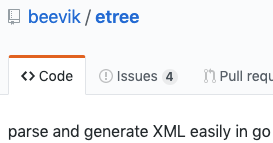 beevik / etree
<> Code Issues 4 Pull requ
parse and generate XML easily in go